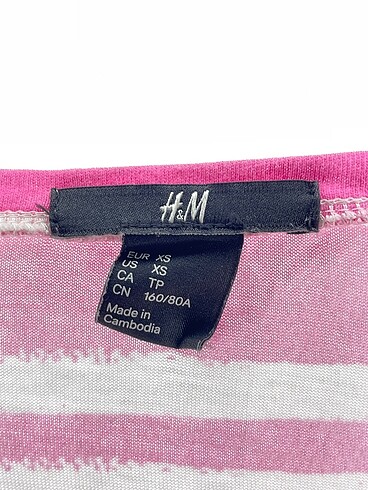 H&M
EUR XS
US XS
CA TP
CN 160/80A
Made in
Cambodia